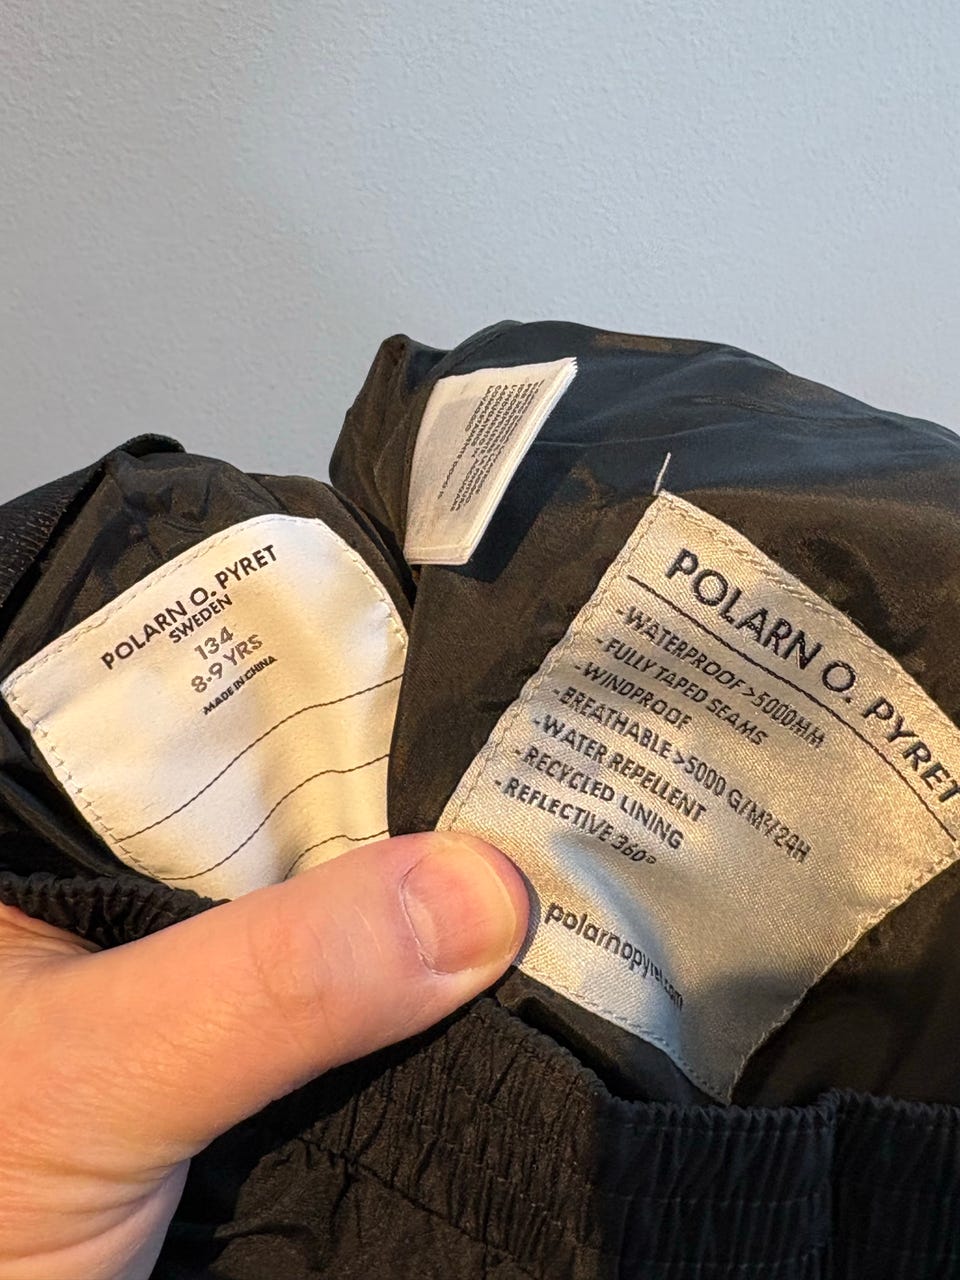 POLARN O. PYRET
SWEDEN
134
8-9 YRS
MADE IN CHINA
POLARN O. PYRET
-WATERPROOF >5000MM
-FULLY TAPED SEAMS
-WINDPROOF
-BREATHABLE >5000 G/M²/24H
-WATER REPELLENT
-RECYCLED LINING
-REFLECTIVE 360°
polarnopyret.com